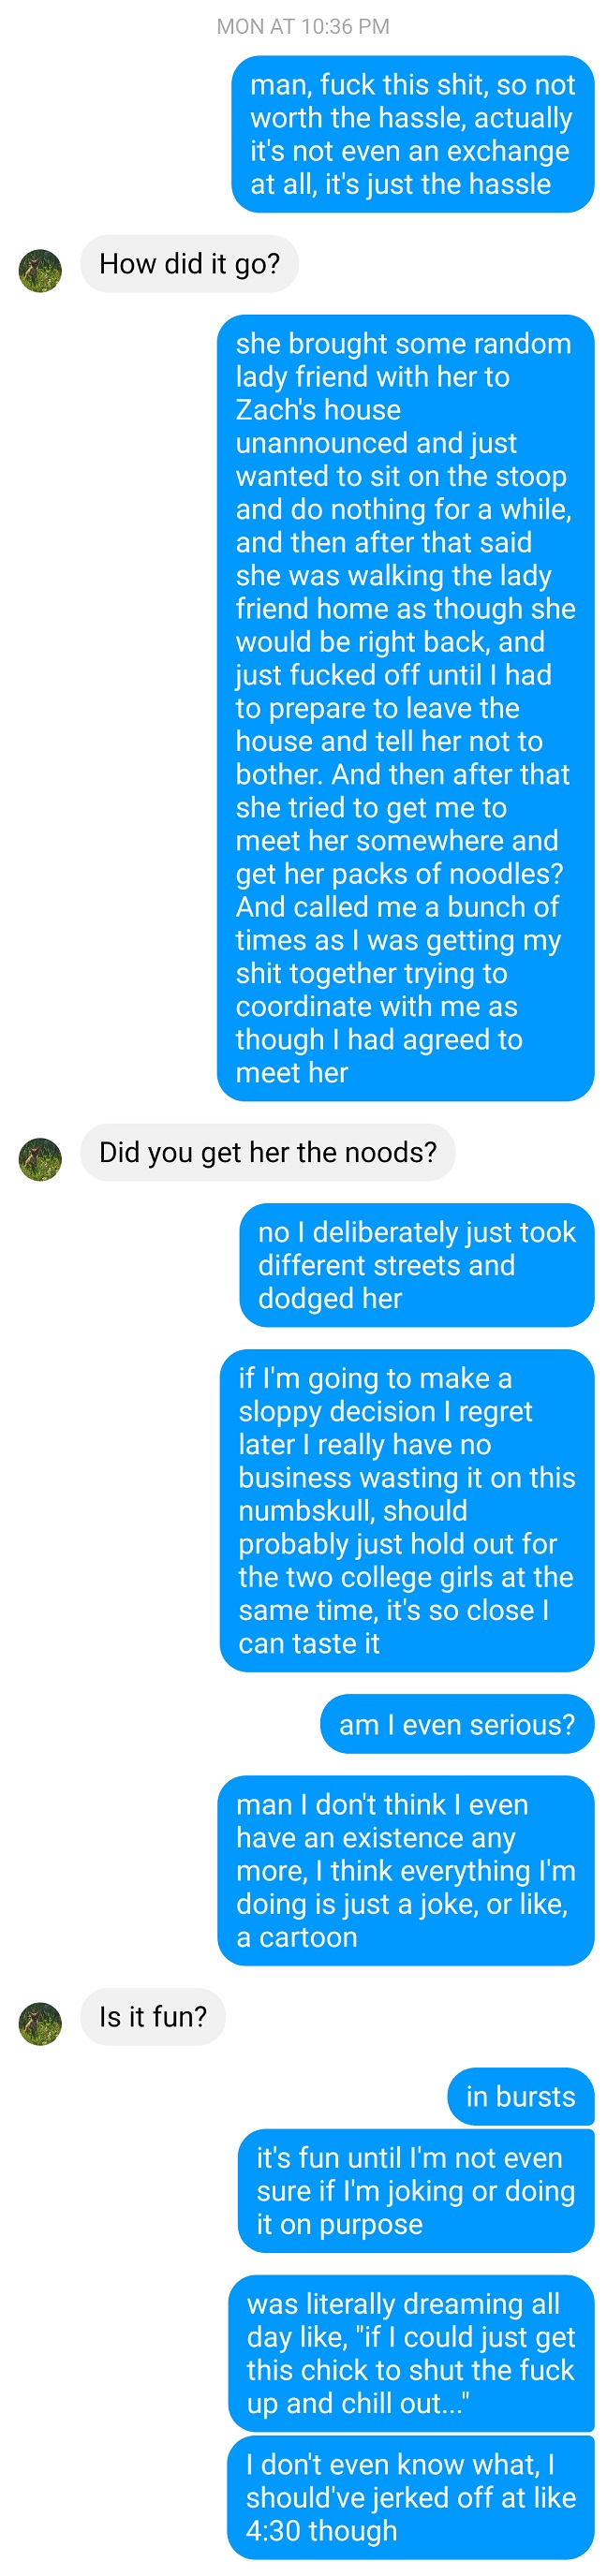 MON AT 10:36 PM
man, fuck this shit, so not
worth the hassle, actually
it's not even an exchange
at all, it's just the hassle
How did it go?
she brought some random
lady friend with her to
Zach's house
unannounced and just
wanted to sit on the stoop
and do nothing for a while,
and then after that said
she was walking the lady
friend home as though she
would be right back, and
just fucked off until I had
to prepare to leave the
house and tell her not to
bother. And then after that
she tried to get me to
meet her somewhere and
get her packs of noodles?
And called me a bunch of
times as I was getting my
shit together trying to
coordinate with me as
though I had agreed to
meet her
Did you get her the noods?
no I deliberately just took
different streets and
dodged her
if I'm going to make a
sloppy decision I regret
later I really have no
business wasting it on this
numbskull, should
probably just hold out for
the two college girls at the
same time, it's so close I
can taste it
am I even serious?
man I don't think I even
have an existence any
more, I think everything I'm
doing is just a joke, or like,
a cartoon
Is it fun?
in bursts
it's fun until I'm not even
sure if I'm joking or doing
it on purpose
was literally dreaming all
day like, "if I could just get
this chick to shut the fuck
up and chill out..."
I don't even know what, I
should've jerked off at like
4:30 though